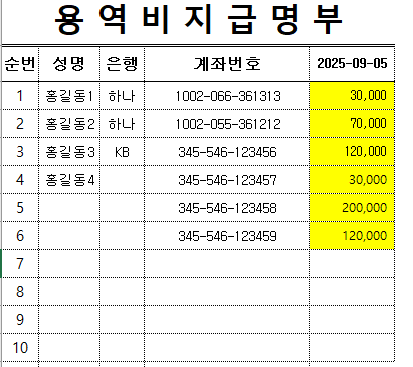 용 역 비 지 급 명 부
순번 성명 은행 계좌번호 2025-09-05
1 홍길동1 하나 1002-066-361313 30,000
2 홍길동2 하나 1002-055-361212 70,000
3 홍길동3 KB 345-546-123456 120,000
4 홍길동4 345-546-123457 30,000
5 345-546-123458 200,000
6 345-546-123459 120,000
7
8
9
10